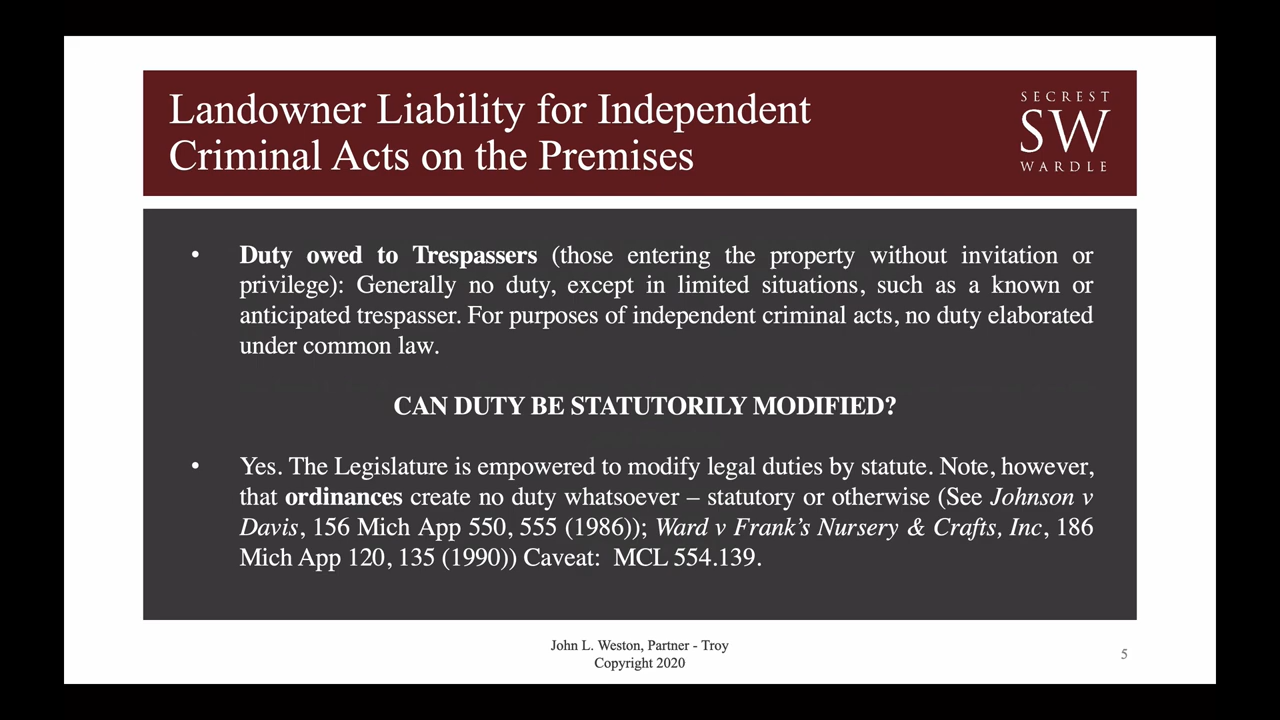 Landowner Liability for Independent
Criminal Acts on the Premises
SECREST
SW
WARDLE
• Duty owed to Trespassers (those entering the property without invitation or
privilege): Generally no duty, except in limited situations, such as a known or
anticipated trespasser. For purposes of independent criminal acts, no duty elaborated
under common law.
CAN DUTY BE STATUTORILY MODIFIED?
• Yes. The Legislature is empowered to modify legal duties by statute. Note, however,
that ordinances create no duty whatsoever – statutory or otherwise (See Johnson v
Davis, 156 Mich App 550, 555 (1986)); Ward v Frank’s Nursery & Crafts, Inc, 186
Mich App 120, 135 (1990)) Caveat: MCL 554.139.
John L. Weston, Partner - Troy
Copyright 2020
5